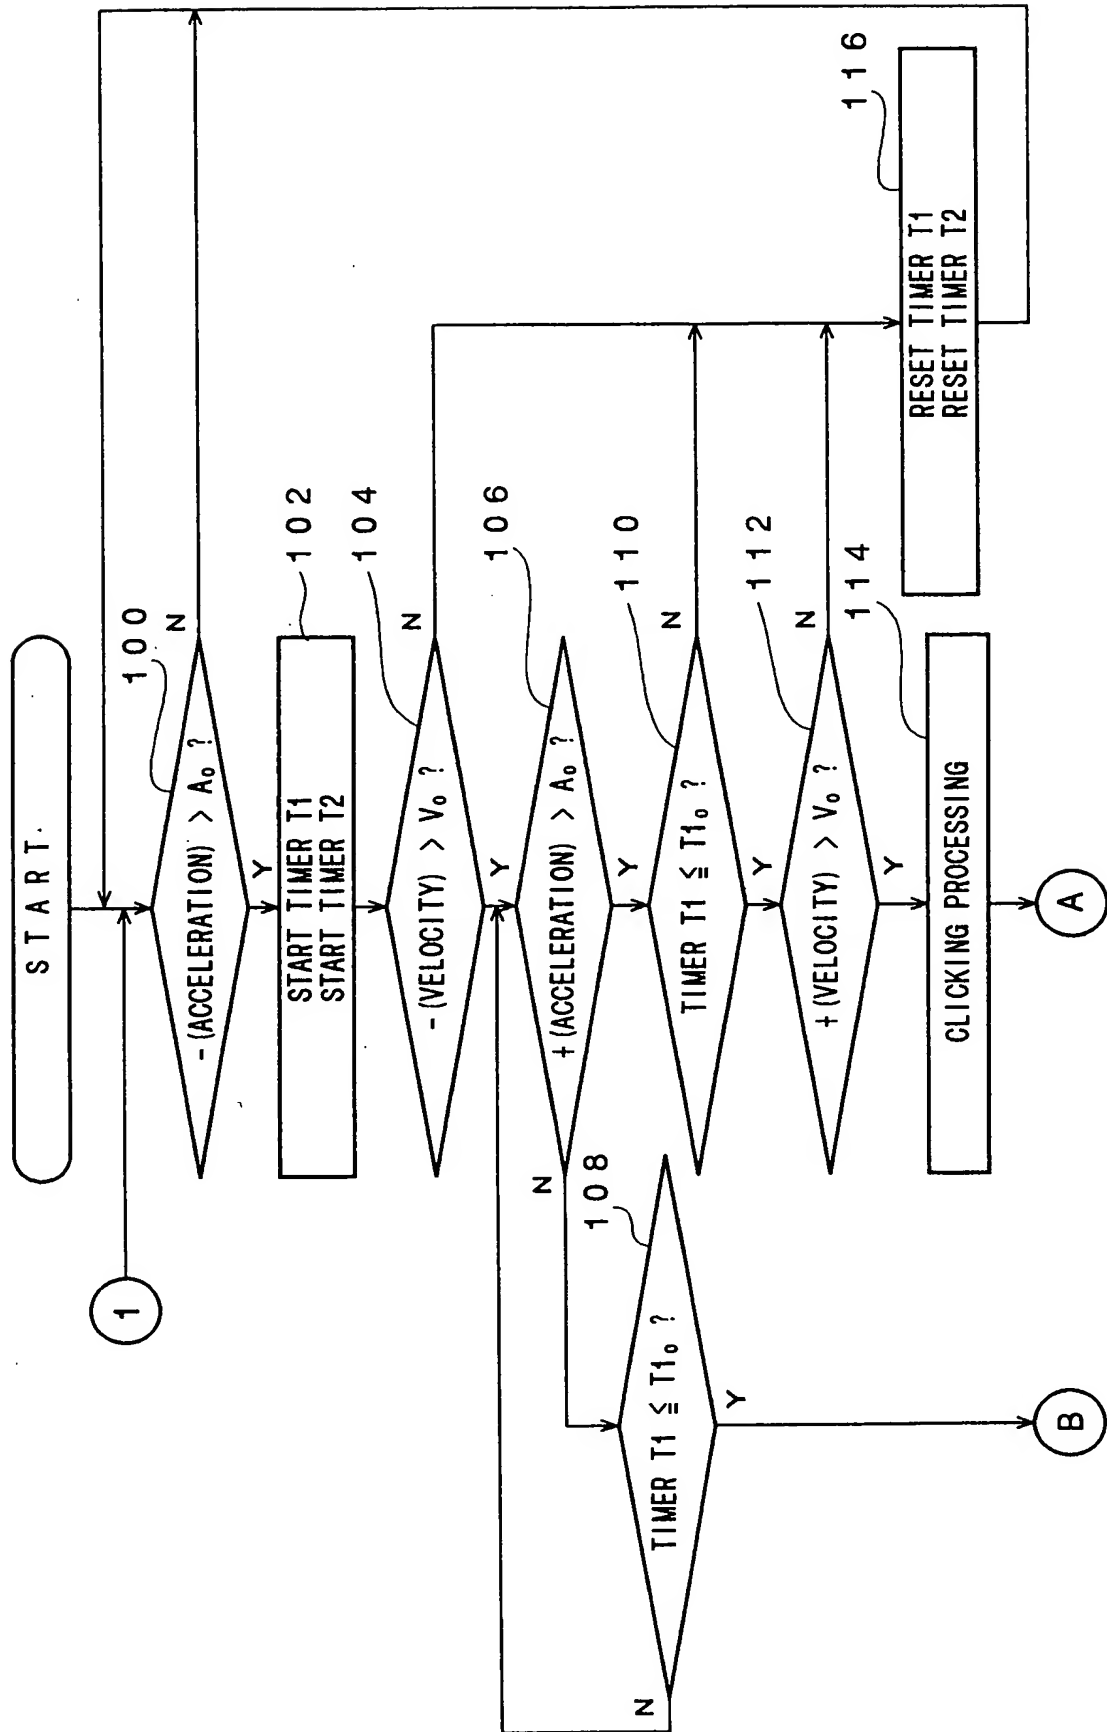 START.
1
100
-(ACCELERATION) > A₀ ?
N
Y
102
START TIMER T1
START TIMER T2
104
-(VELOCITY) > V₀ ?
N
Y
106
+(ACCELERATION) > A₀ ?
N
Y
108
TIMER T1 ≦ T1₀ ?
N
Y
B
110
TIMER T1 ≦ T1₀ ?
N
Y
112
+(VELOCITY) > V₀ ?
N
Y
114
CLICKING PROCESSING
A
116
RESET TIMER T1
RESET TIMER T2